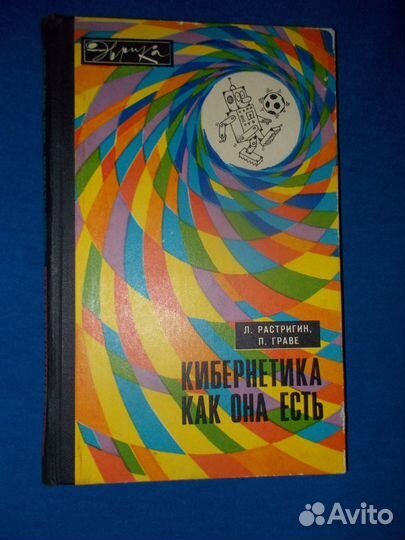 Эврика
Л. РАСТРИГИН,
П. ГРАВЕ
КИБЕРНЕТИКА
КАК ОНА ЕСТЬ
Avito